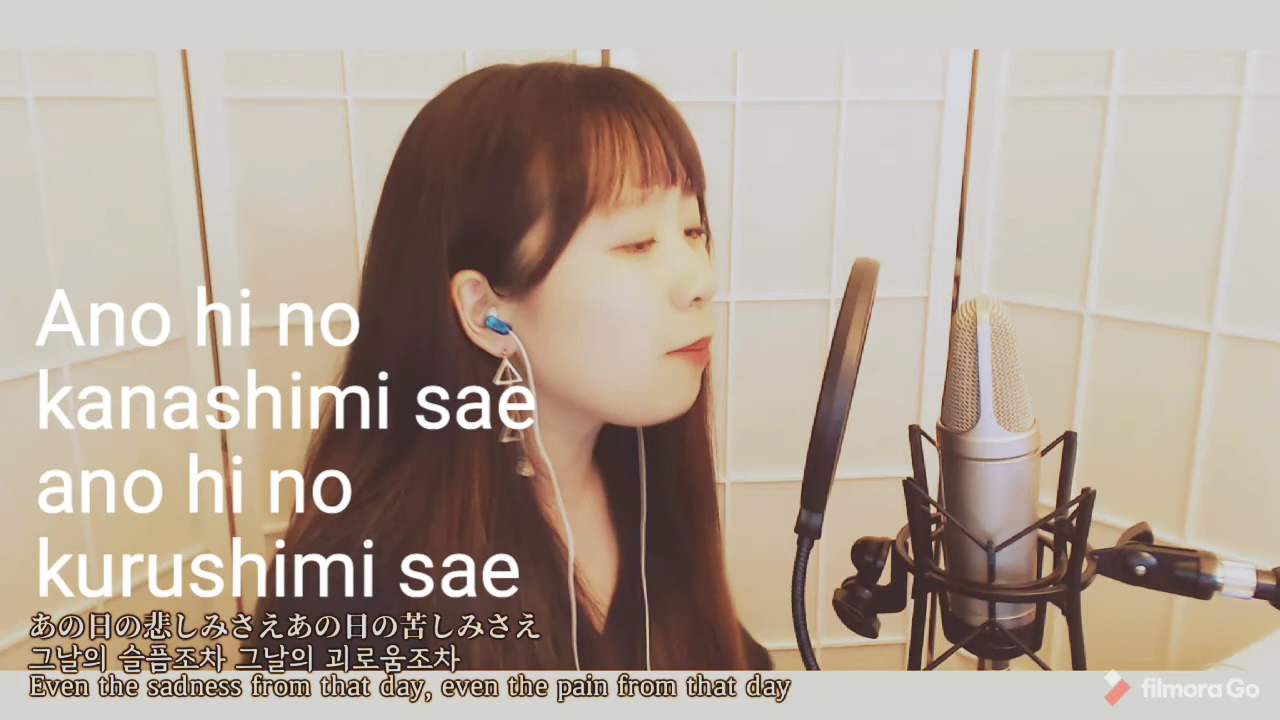 Ano hi no
kanashimi sae
ano hi no
kurushimi sae
あの日の悲しみさえあの日の苦しみさえ
그날의 슬픔조차 그날의 괴로움조차
Even the sadness from that day, even the pain from that day
filmoraGo